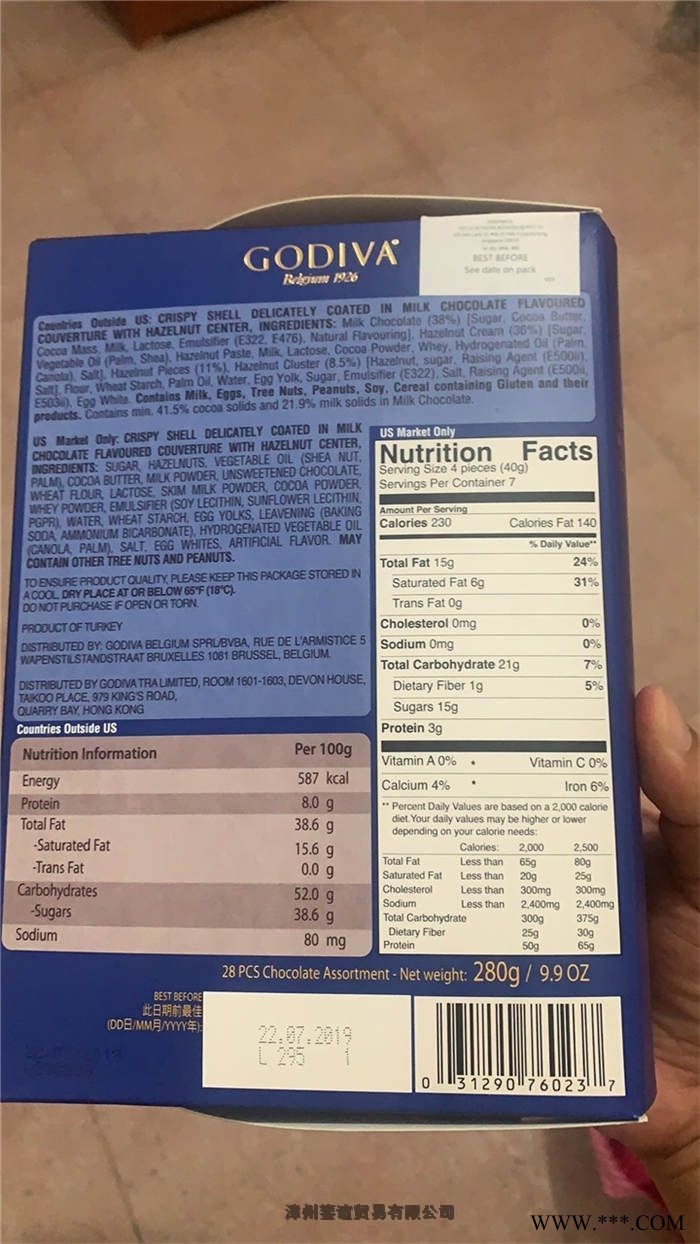 GODIVA
Belgium 1926
BEST BEFORE
See date on pack
Countries Outside US: CRISPY SHELL DELICATELY COATED IN MILK CHOCOLATE FLAVOURED
COUVERTURE WITH HAZELNUT CENTER, INGREDIENTS: Milk Chocolate (38%) [Sugar, Cocoa Butter,
Cocoa Mass, Milk, Lactose, Emulsifier (E322, E476), Natural Flavouring], Hazelnut Cream (36%) [Sugar,
Vegetable Oil (Palm, Shea), Hazelnut Paste, Milk, Lactose, Cocoa Powder, Whey, Hydrogenated Oil (Palm,
Canola), Salt], Hazelnut Pieces (11%), Hazelnut Cluster (8.5%) [Hazelnut, sugar, Raising Agent (E500ii),
Salt], Flour, Wheat Starch, Palm Oil, Water, Egg Yolk, Sugar, Emulsifier (E322), Salt, Raising Agent (E500ii,
E503ii), Egg White. Contains Milk, Eggs, Tree Nuts, Peanuts, Soy, Cereal containing Gluten and their
products. Contains min. 41.5% cocoa solids and 21.9% milk solids in Milk Chocolate.
US Market Only: CRISPY SHELL DELICATELY COATED IN MILK
CHOCOLATE FLAVOURED COUVERTURE WITH HAZELNUT CENTER,
INGREDIENTS: SUGAR, HAZELNUTS, VEGETABLE OIL (SHEA NUT,
PALM), COCOA BUTTER, MILK POWDER, UNSWEETENED CHOCOLATE,
WHEAT FLOUR, LACTOSE, SKIM MILK POWDER, COCOA POWDER,
WHEY POWDER, EMULSIFIER (SOY LECITHIN, SUNFLOWER LECITHIN,
PGPR), WATER, WHEAT STARCH, EGG YOLKS, LEAVENING (BAKING
SODA, AMMONIUM BICARBONATE), HYDROGENATED VEGETABLE OIL
(CANOLA, PALM), SALT, EGG WHITES, ARTIFICIAL FLAVOR. MAY
CONTAIN OTHER TREE NUTS AND PEANUTS.
TO ENSURE PRODUCT QUALITY, PLEASE KEEP THIS PACKAGE STORED IN
A COOL, DRY PLACE AT OR BELOW 65°F (18°C).
DO NOT PURCHASE IF OPEN OR TORN.
PRODUCT OF TURKEY
DISTRIBUTED BY: GODIVA BELGIUM SPRL/BVBA, RUE DE L'ARMISTICE 5
WAPENSTILSTANDSTRAAT BRUXELLES 1081 BRUSSEL, BELGIUM.
DISTRIBUTED BY GODIVA TRA LIMITED, ROOM 1601-1603, DEVON HOUSE,
TAIKOO PLACE, 979 KING'S ROAD,
QUARRY BAY, HONG KONG
Countries Outside US
Nutrition Information Per 100g
Energy 587 kcal
Protein 8.0 g
Total Fat 38.6 g
-Saturated Fat 15.6 g
-Trans Fat 0.0 g
Carbohydrates 52.0 g
-Sugars 38.6 g
Sodium 80 mg
US Market Only
Nutrition Facts
Serving Size 4 pieces (40g)
Servings Per Container 7
Amount Per Serving
Calories 230 Calories Fat 140
% Daily Value**
Total Fat 15g 24%
Saturated Fat 6g 31%
Trans Fat 0g
Cholesterol 0mg 0%
Sodium 0mg 0%
Total Carbohydrate 21g 7%
Dietary Fiber 1g 5%
Sugars 15g
Protein 3g
Vitamin A 0% • Vitamin C 0%
Calcium 4% • Iron 6%
** Percent Daily Values are based on a 2,000 calorie
diet. Your daily values may be higher or lower
depending on your calorie needs:
Calories: 2,000 2,500
Total Fat Less than 65g 80g
Saturated Fat Less than 20g 25g
Cholesterol Less than 300mg 300mg
Sodium Less than 2,400mg 2,400mg
Total Carbohydrate 300g 375g
Dietary Fiber 25g 30g
Protein 50g 65g
28 PCS Chocolate Assortment - Net weight: 280g / 9.9 OZ
BEST BEFORE
此日期前最佳
(DD日/MM月/YYYY年):
22.07.2019
L 295 1
0 31290 76023 7
漳州鎏谊贸易有限公司
WWW.***.COM